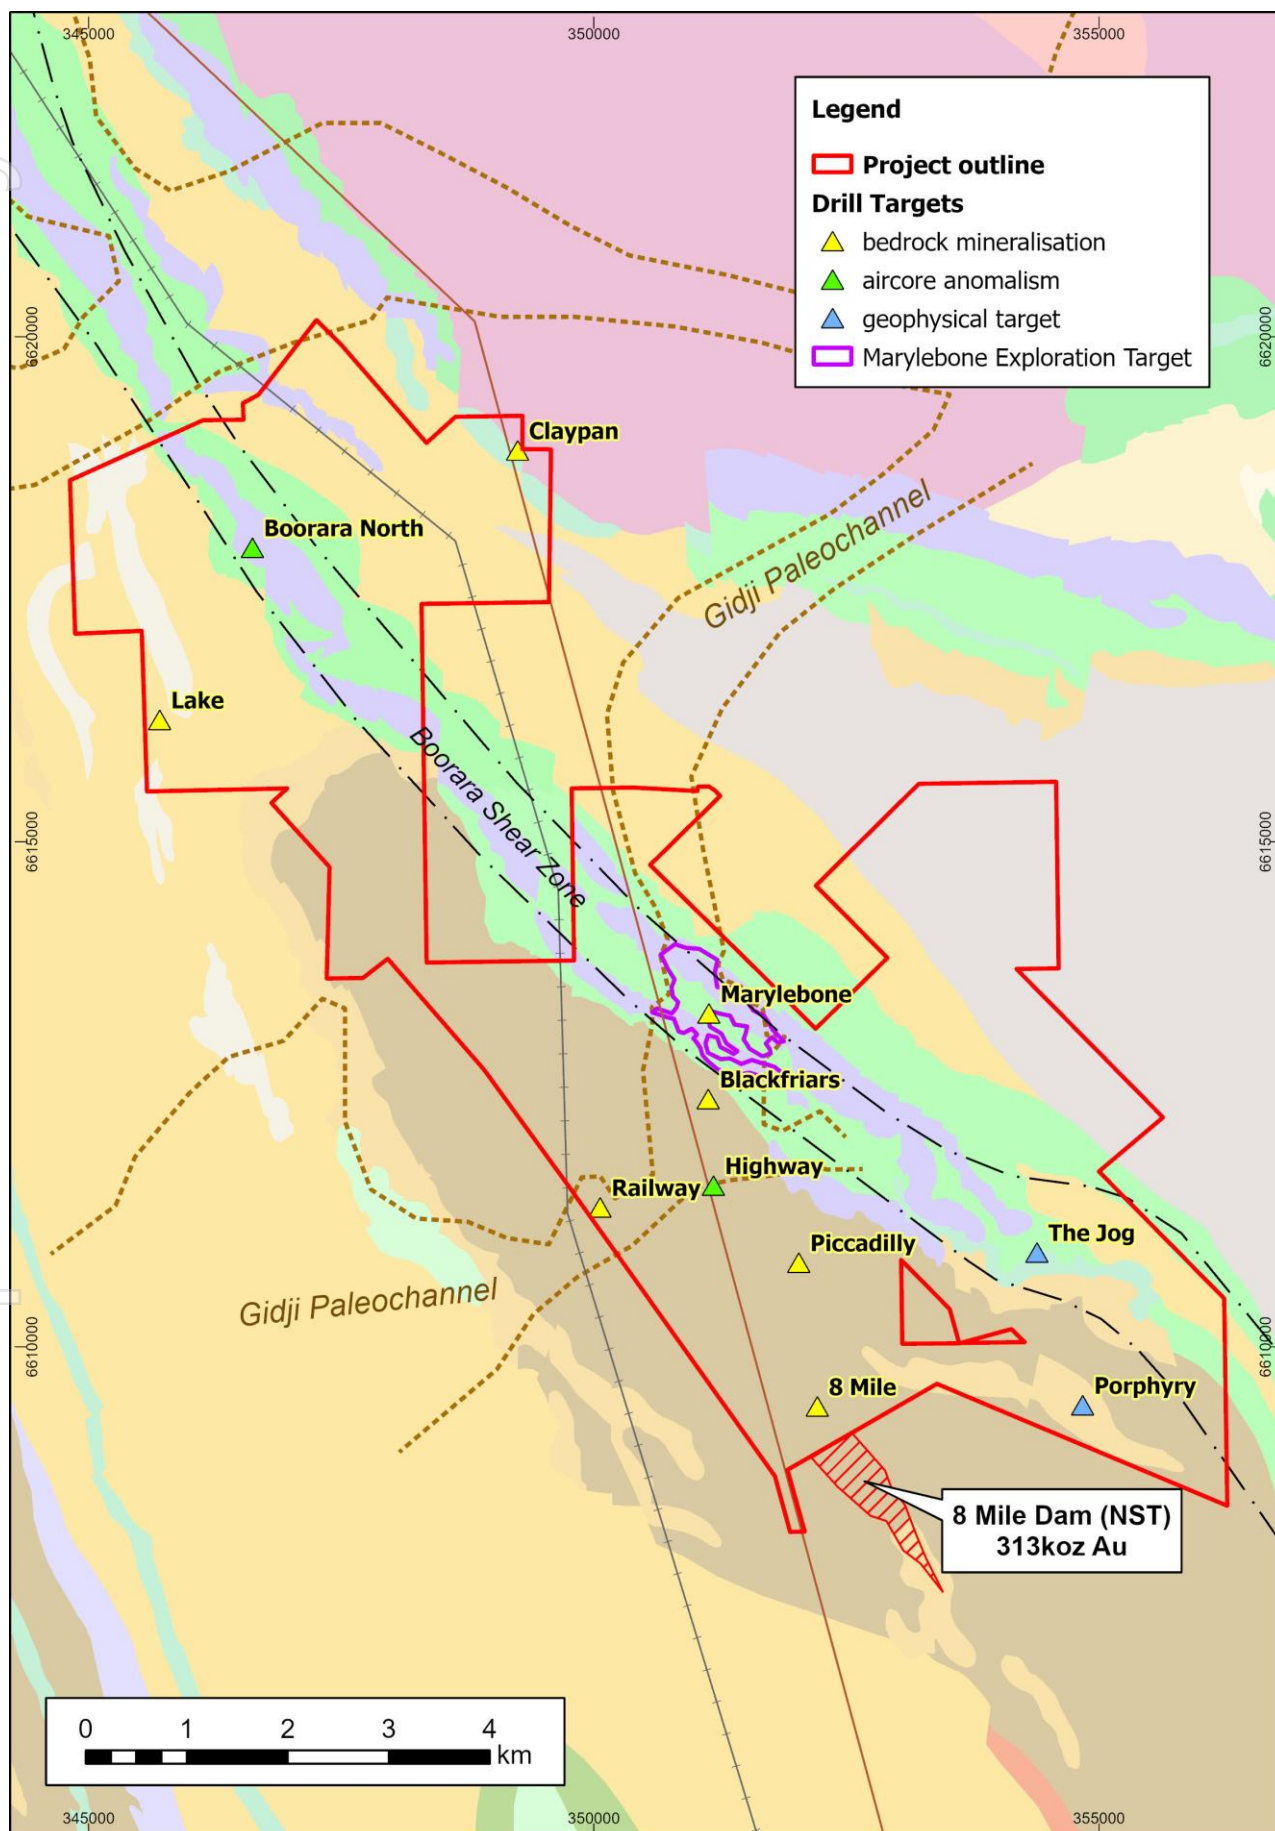 345000
350000
355000
Legend
Project outline
Drill Targets
bedrock mineralisation
aircore anomalism
geophysical target
Marylebone Exploration Target
6620000
6620000
Claypan
Boorara North
Gidji Paleochannel
Lake
Boorara Shear Zone
6615000
6615000
Marylebone
Blackfriars
Highway
Railway
The Jog
Piccadilly
Gidji Paleochannel
6610000
6610000
8 Mile
Porphyry
8 Mile Dam (NST)
313koz Au
0 1 2 3 4
km
345000
350000
355000